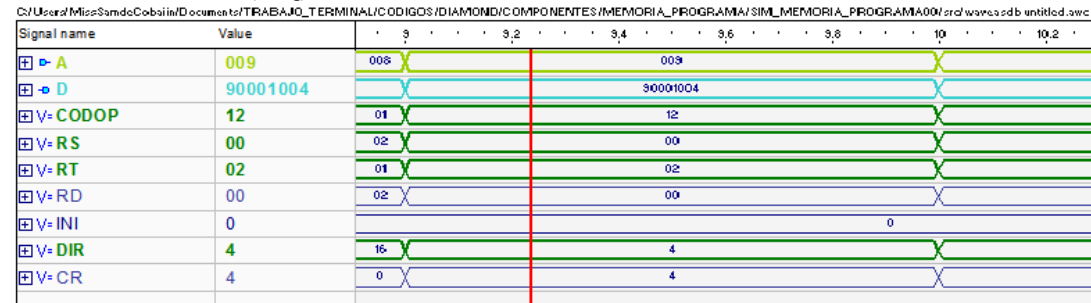 C:/Users/MissSamdeCobaiin/Documents/TRABAJO_TERMINAL/CODIGOS/DIAMOND/COMPONENTES/MEMORIA_PROGRAMA/SIM_MEMORIA_PROGRAMA00/src/wave.asdb untitled.awc
Signal name Value 9 9.2 9.4 9.6 9.8 10 10.2
A 009 008 009
D 90001004 90001004
V= CODOP 12 01 12
V= RS 00 02 00
V= RT 02 01 02
V= RD 00 02 00
V= INI 0 0
V= DIR 4 16 4
V= CR 4 0 4